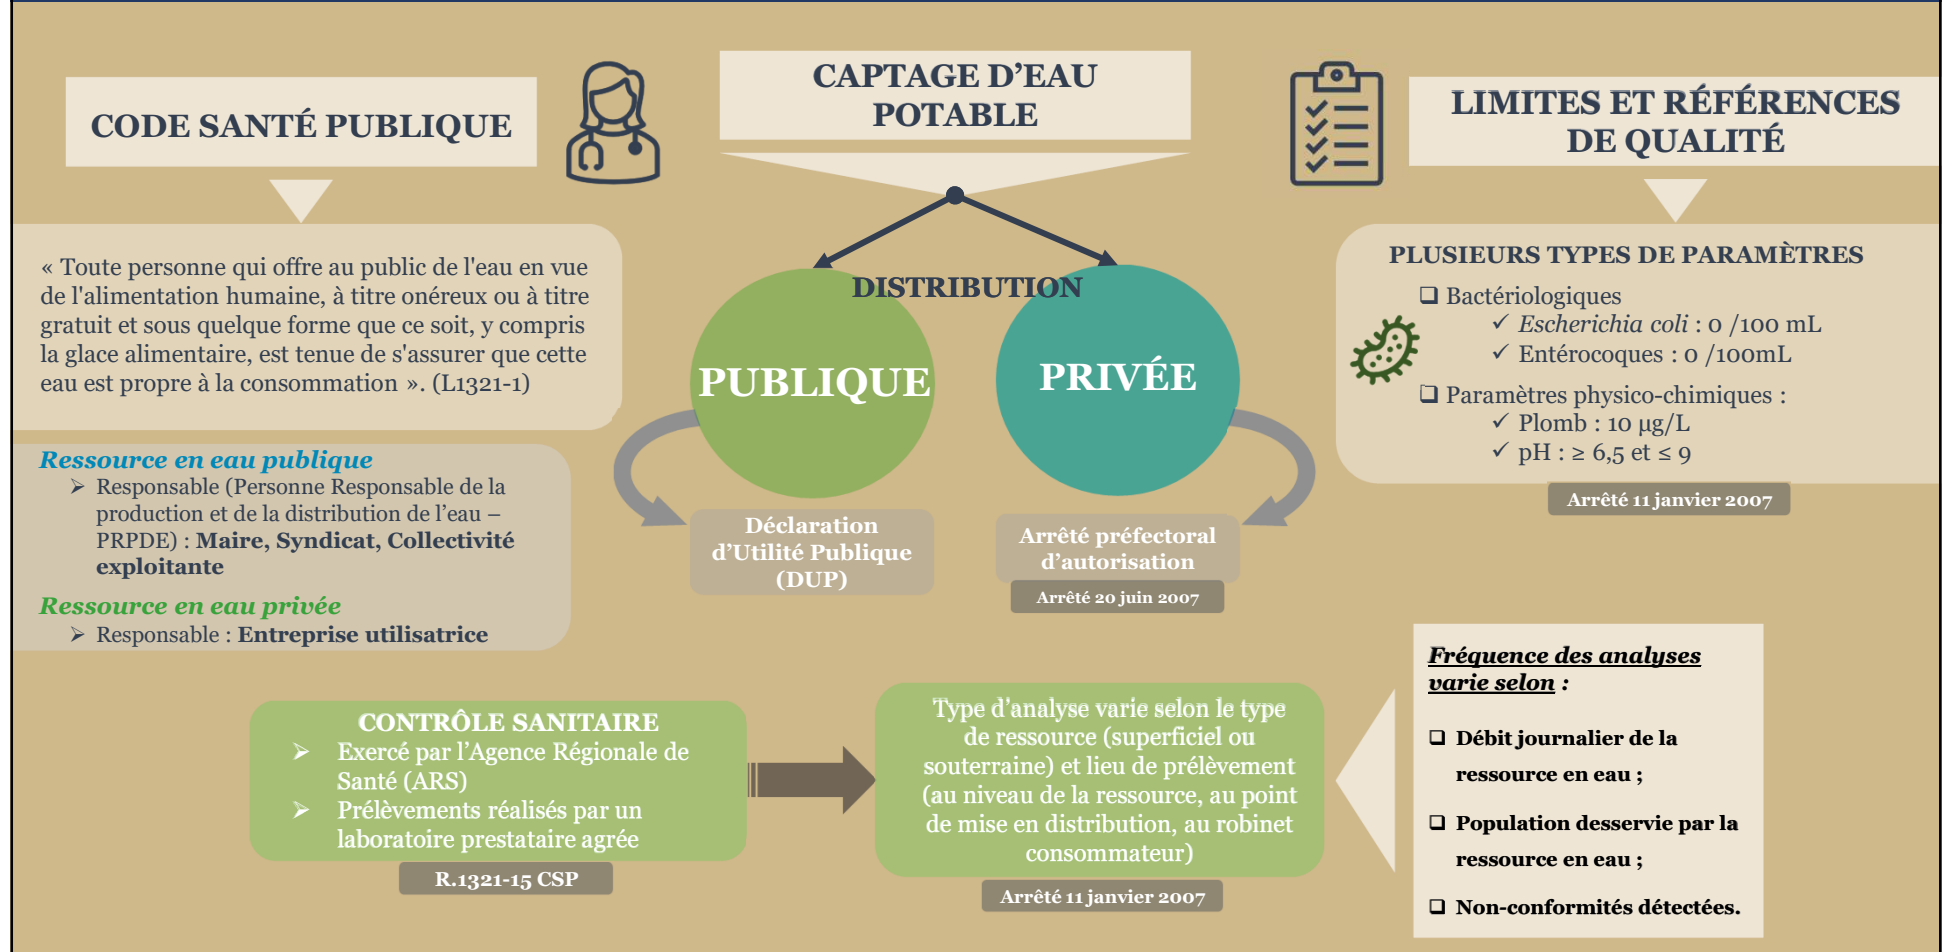 CODE SANTÉ PUBLIQUE
« Toute personne qui offre au public de l'eau en vue
de l'alimentation humaine, à titre onéreux ou à titre
gratuit et sous quelque forme que ce soit, y compris
la glace alimentaire, est tenue de s'assurer que cette
eau est propre à la consommation ». (L1321-1)
Ressource en eau publique
➢ Responsable (Personne Responsable de la
production et de la distribution de l’eau –
PRPDE) : Maire, Syndicat, Collectivité
exploitante
Ressource en eau privée
➢ Responsable : Entreprise utilisatrice
CAPTAGE D’EAU
POTABLE
DISTRIBUTION
PUBLIQUE
PRIVÉE
Déclaration
d’Utilité Publique
(DUP)
Arrêté préfectoral
d’autorisation
Arrêté 20 juin 2007
LIMITES ET RÉFÉRENCES
DE QUALITÉ
PLUSIEURS TYPES DE PARAMÈTRES
❑ Bactériologiques
✓ Escherichia coli : 0 /100 mL
✓ Entérocoques : 0 /100mL
❑ Paramètres physico-chimiques :
✓ Plomb : 10 µg/L
✓ pH : ≥ 6,5 et ≤ 9
Arrêté 11 janvier 2007
CONTRÔLE SANITAIRE
➢ Exercé par l’Agence Régionale de
Santé (ARS)
➢ Prélèvements réalisés par un
laboratoire prestataire agrée
R.1321-15 CSP
Type d’analyse varie selon le type
de ressource (superficiel ou
souterraine) et lieu de prélèvement
(au niveau de la ressource, au point
de mise en distribution, au robinet
consommateur)
Arrêté 11 janvier 2007
Fréquence des analyses
varie selon :
❑ Débit journalier de la
ressource en eau ;
❑ Population desservie par la
ressource en eau ;
❑ Non-conformités détectées.